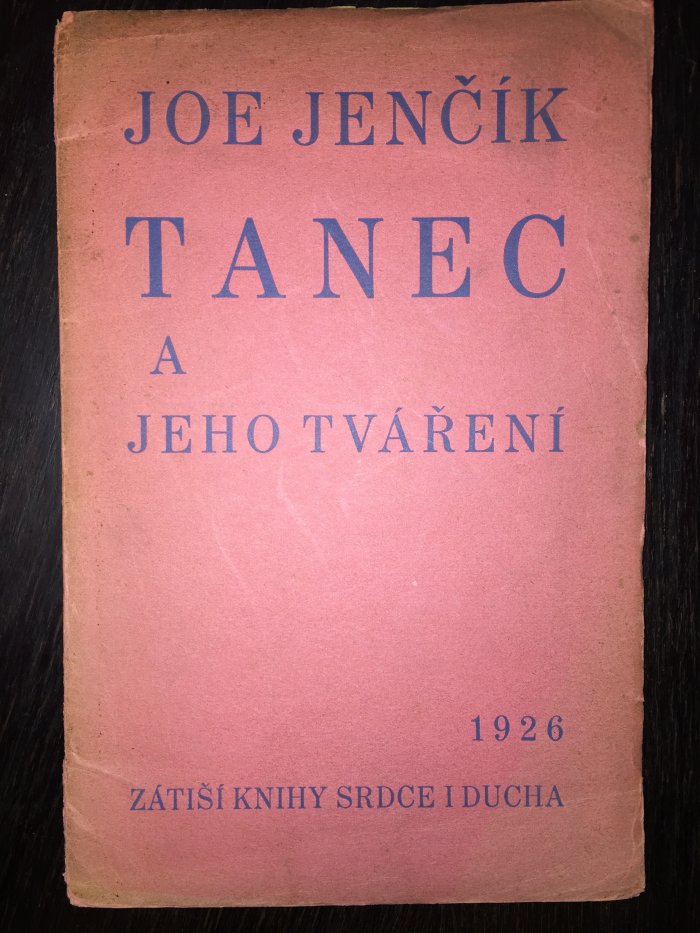 JOE JENČÍK
TANEC
A
JEHO TVÁŘENÍ
1926
ZÁTIŠÍ KNIHY SRDCE I DUCHA